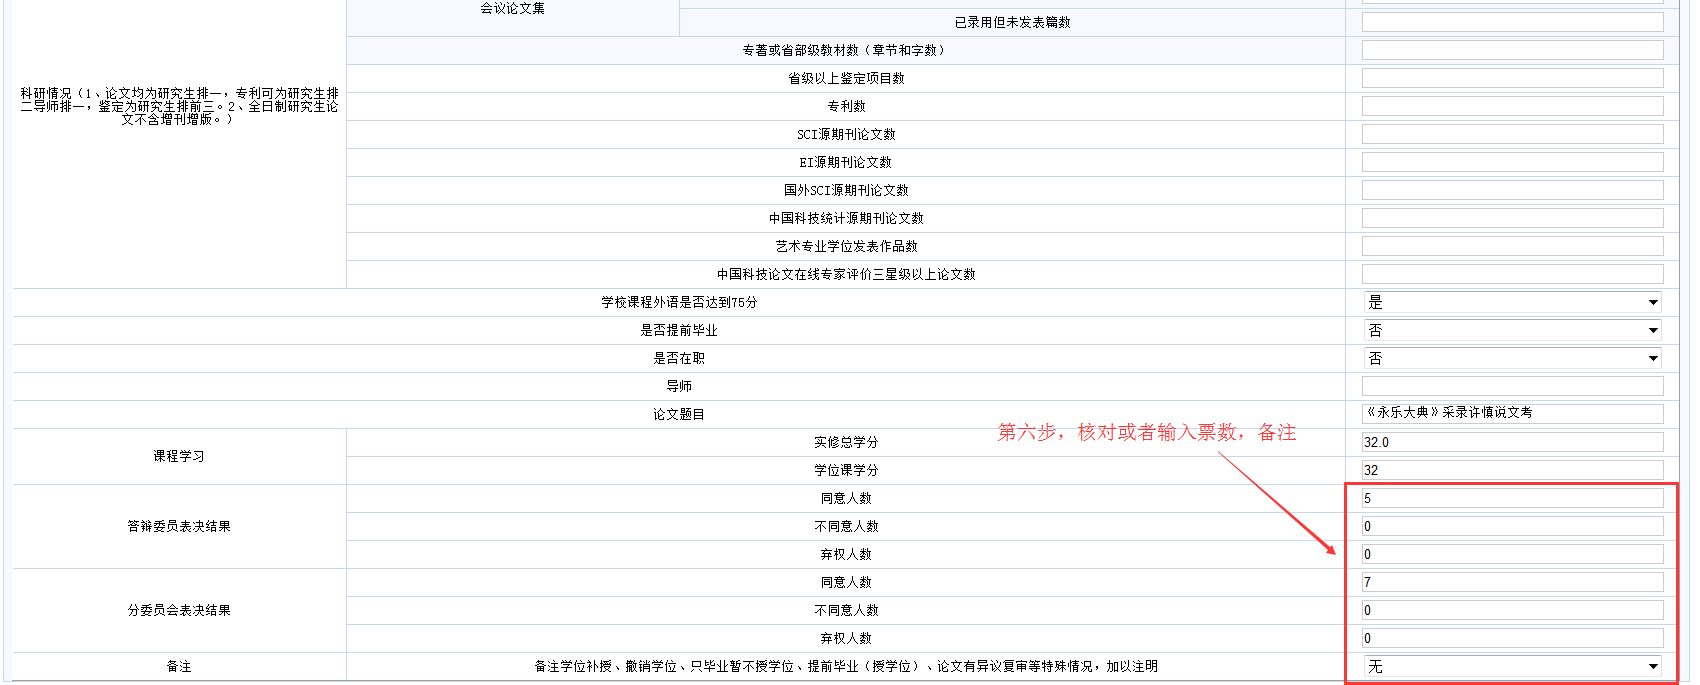 会议论文集
已录用但未发表篇数
专著或省部级教材数（章节和字数）
省级以上鉴定项目数
科研情况（1、论文均为研究生排一，专利可为研究生排
二导师排一，鉴定为研究生排前三。2、全日制研究生论
文不含增刊增版。）
专利数
SCI源期刊论文数
EI源期刊论文数
国外SCI源期刊论文数
中国科技统计源期刊论文数
艺术专业学位发表作品数
中国科技论文在线专家评价三星级以上论文数
学校课程外语是否达到75分 是
是否提前毕业 否
是否在职 否
导师
论文题目 《永乐大典》采录许慎说文考
第六步，核对或者输入票数，备注
课程学习
实修总学分 32.0
学位课学分 32
答辩委员表决结果
同意人数 5
不同意人数 0
弃权人数 0
分委员会表决结果
同意人数 7
不同意人数 0
弃权人数 0
备注 备注学位补授、撤销学位、只毕业暂不授学位、提前毕业（授学位）、论文有异议复审等特殊情况，加以注明 无